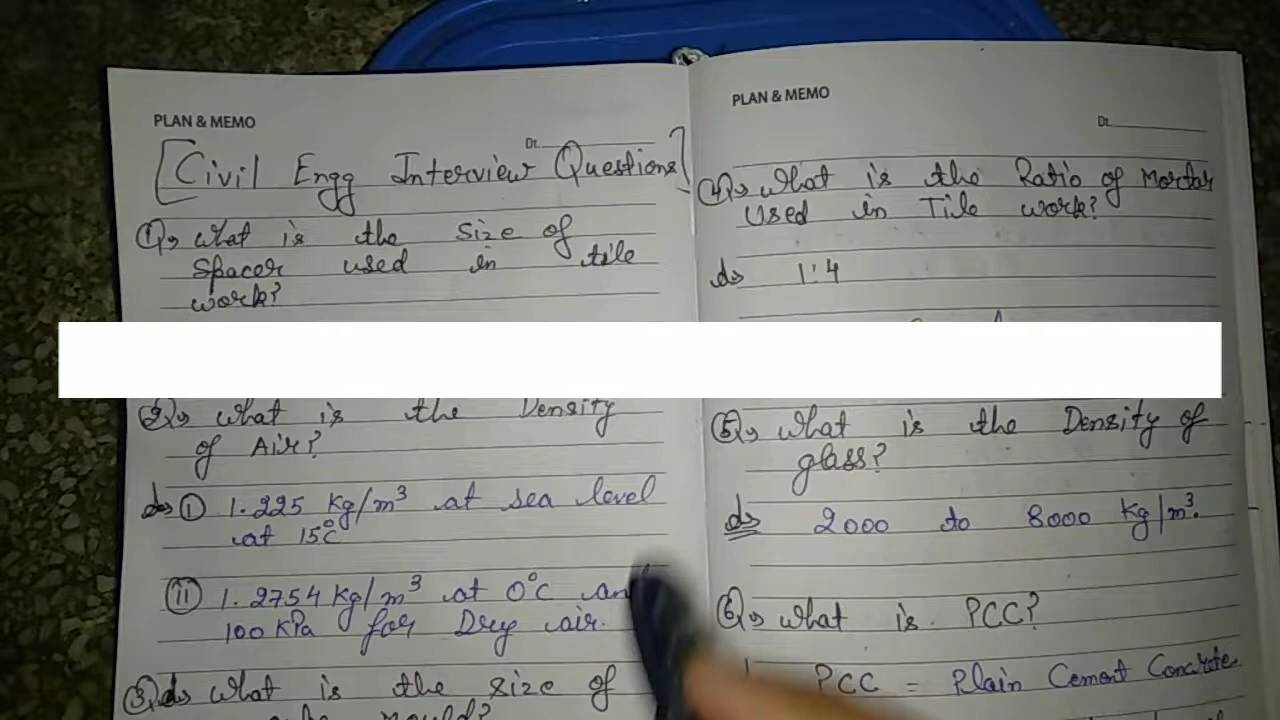 PLAN & MEMO
Dt.
[Civil Engg Interview Questions]
①→ What is the size of
spacer used in tile
work?
②→ What is the Density
of Air?
① 1.225 Kg/m³ at sea level
at 15°C
ⅱ 1.2754 Kg/m³ at 0°C
100 KPa for Dry air.
③ What is the size of
mould?
PLAN & MEMO
Dt.
④→ What is the Ratio of Mortar
Used in Tile work?
1:4
⑤→ What is the Density of
glass?
2000 to 8000 Kg/m³.
⑥→ What is PCC?
PCC = Plain Cement Concrete